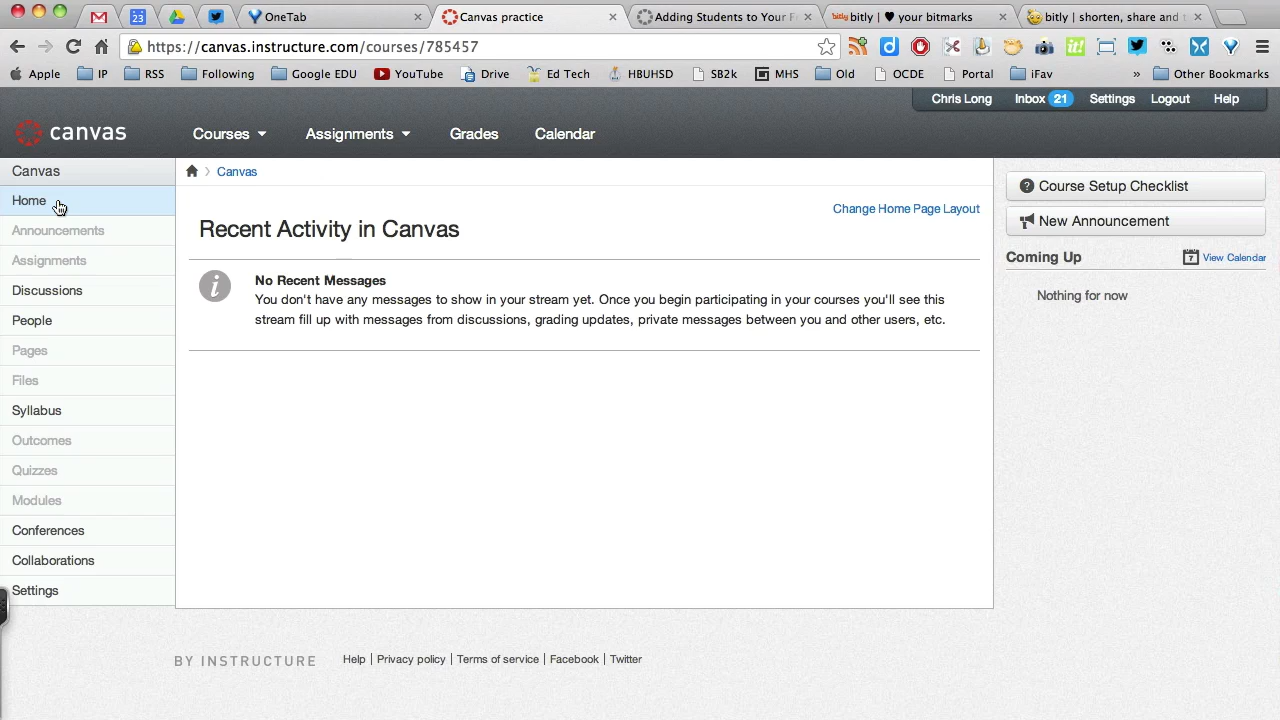 23
OneTab
Canvas practice
Adding Students to Your F
bitly bitly | ♥ your bitmarks
bitly | shorten, share and t
https://canvas.instructure.com/courses/785457
Apple IP RSS Following Google EDU YouTube Drive Ed Tech HBUHSD SB2k MHS Old OCDE Portal iFav » Other Bookmarks
Chris Long Inbox 21 Settings Logout Help
canvas Courses Assignments Grades Calendar
Canvas
Home
Announcements
Assignments
Discussions
People
Pages
Files
Syllabus
Outcomes
Quizzes
Modules
Conferences
Collaborations
Settings
Canvas
Change Home Page Layout
Recent Activity in Canvas
No Recent Messages
You don't have any messages to show in your stream yet. Once you begin participating in your courses you'll see this
stream fill up with messages from discussions, grading updates, private messages between you and other users, etc.
Course Setup Checklist
New Announcement
Coming Up 7 View Calendar
Nothing for now
BY INSTRUCTURE Help | Privacy policy | Terms of service | Facebook | Twitter